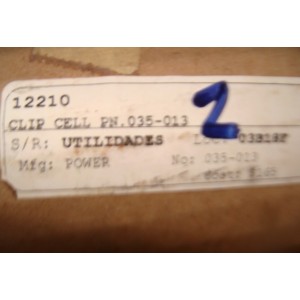 12210
CLIP CELL PN.035-013
2
S/R: UTILIDADES
Mfg: POWER No: 035-013